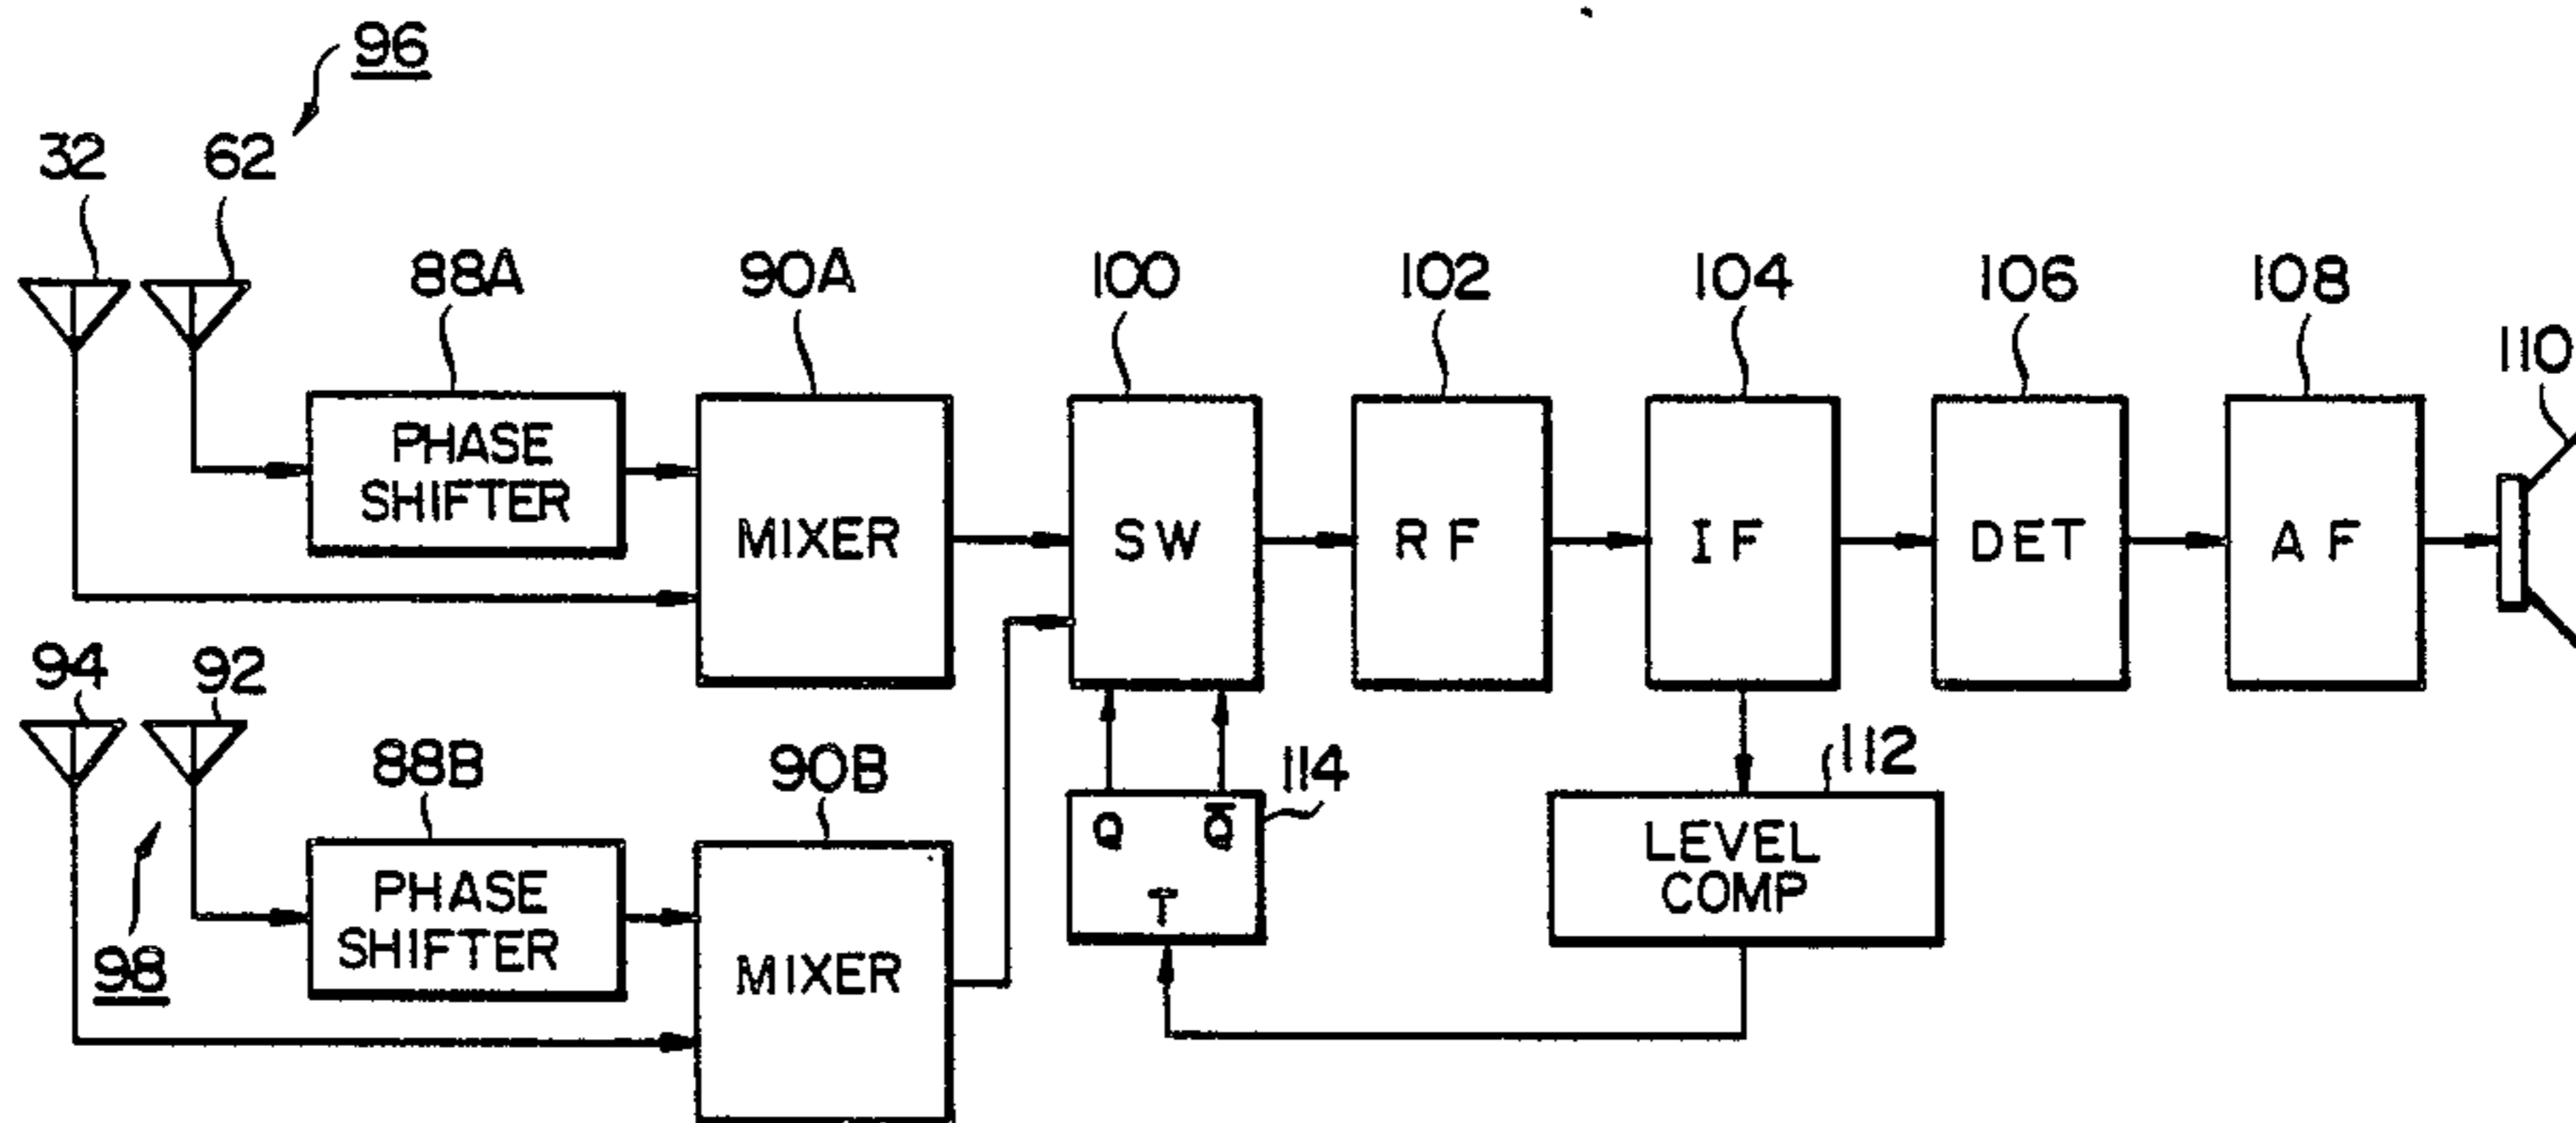 96
32 62
88A 90A 100 102 104 106 108 110
PHASE
SHIFTER
MIXER SW RF IF DET AF
94 92
88B 90B 114 112
Q Q̅
T
LEVEL
COMP
PHASE
SHIFTER
MIXER
98